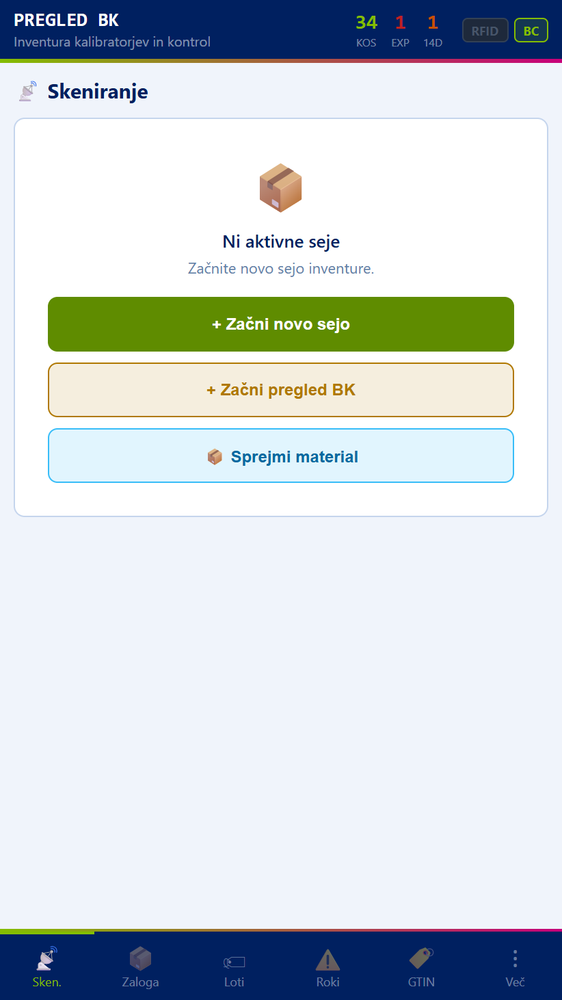 PREGLED BK
Inventura kalibratorjev in kontrol
34 1 1
KOS EXP 14D
RFID BC
Skeniranje
Ni aktivne seje
Začnite novo sejo inventure.
+ Začni novo sejo
+ Začni pregled BK
Sprejmi material
Sken. Zaloga Loti Roki GTIN Več